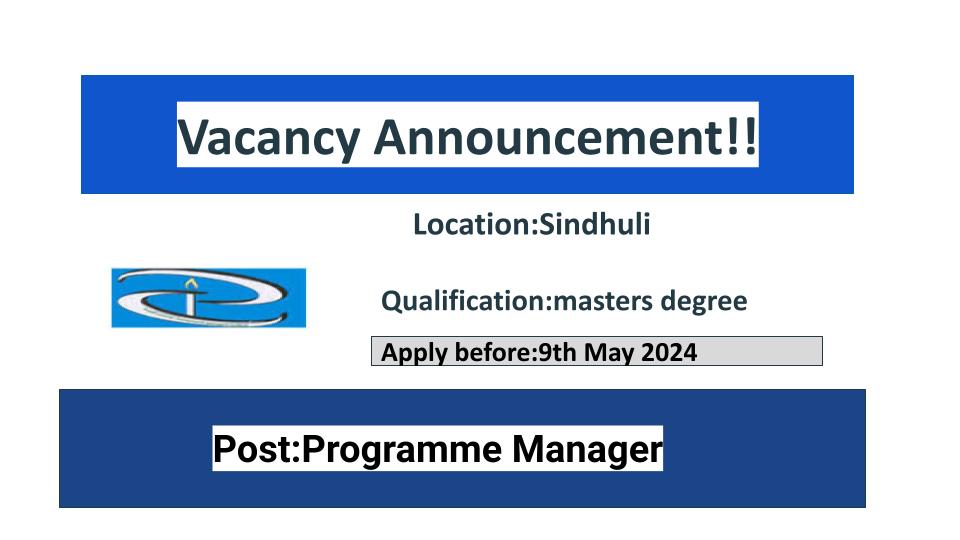 Vacancy Announcement!!
Location:Sindhuli
Qualification:masters degree
Apply before:9th May 2024
Post:Programme Manager